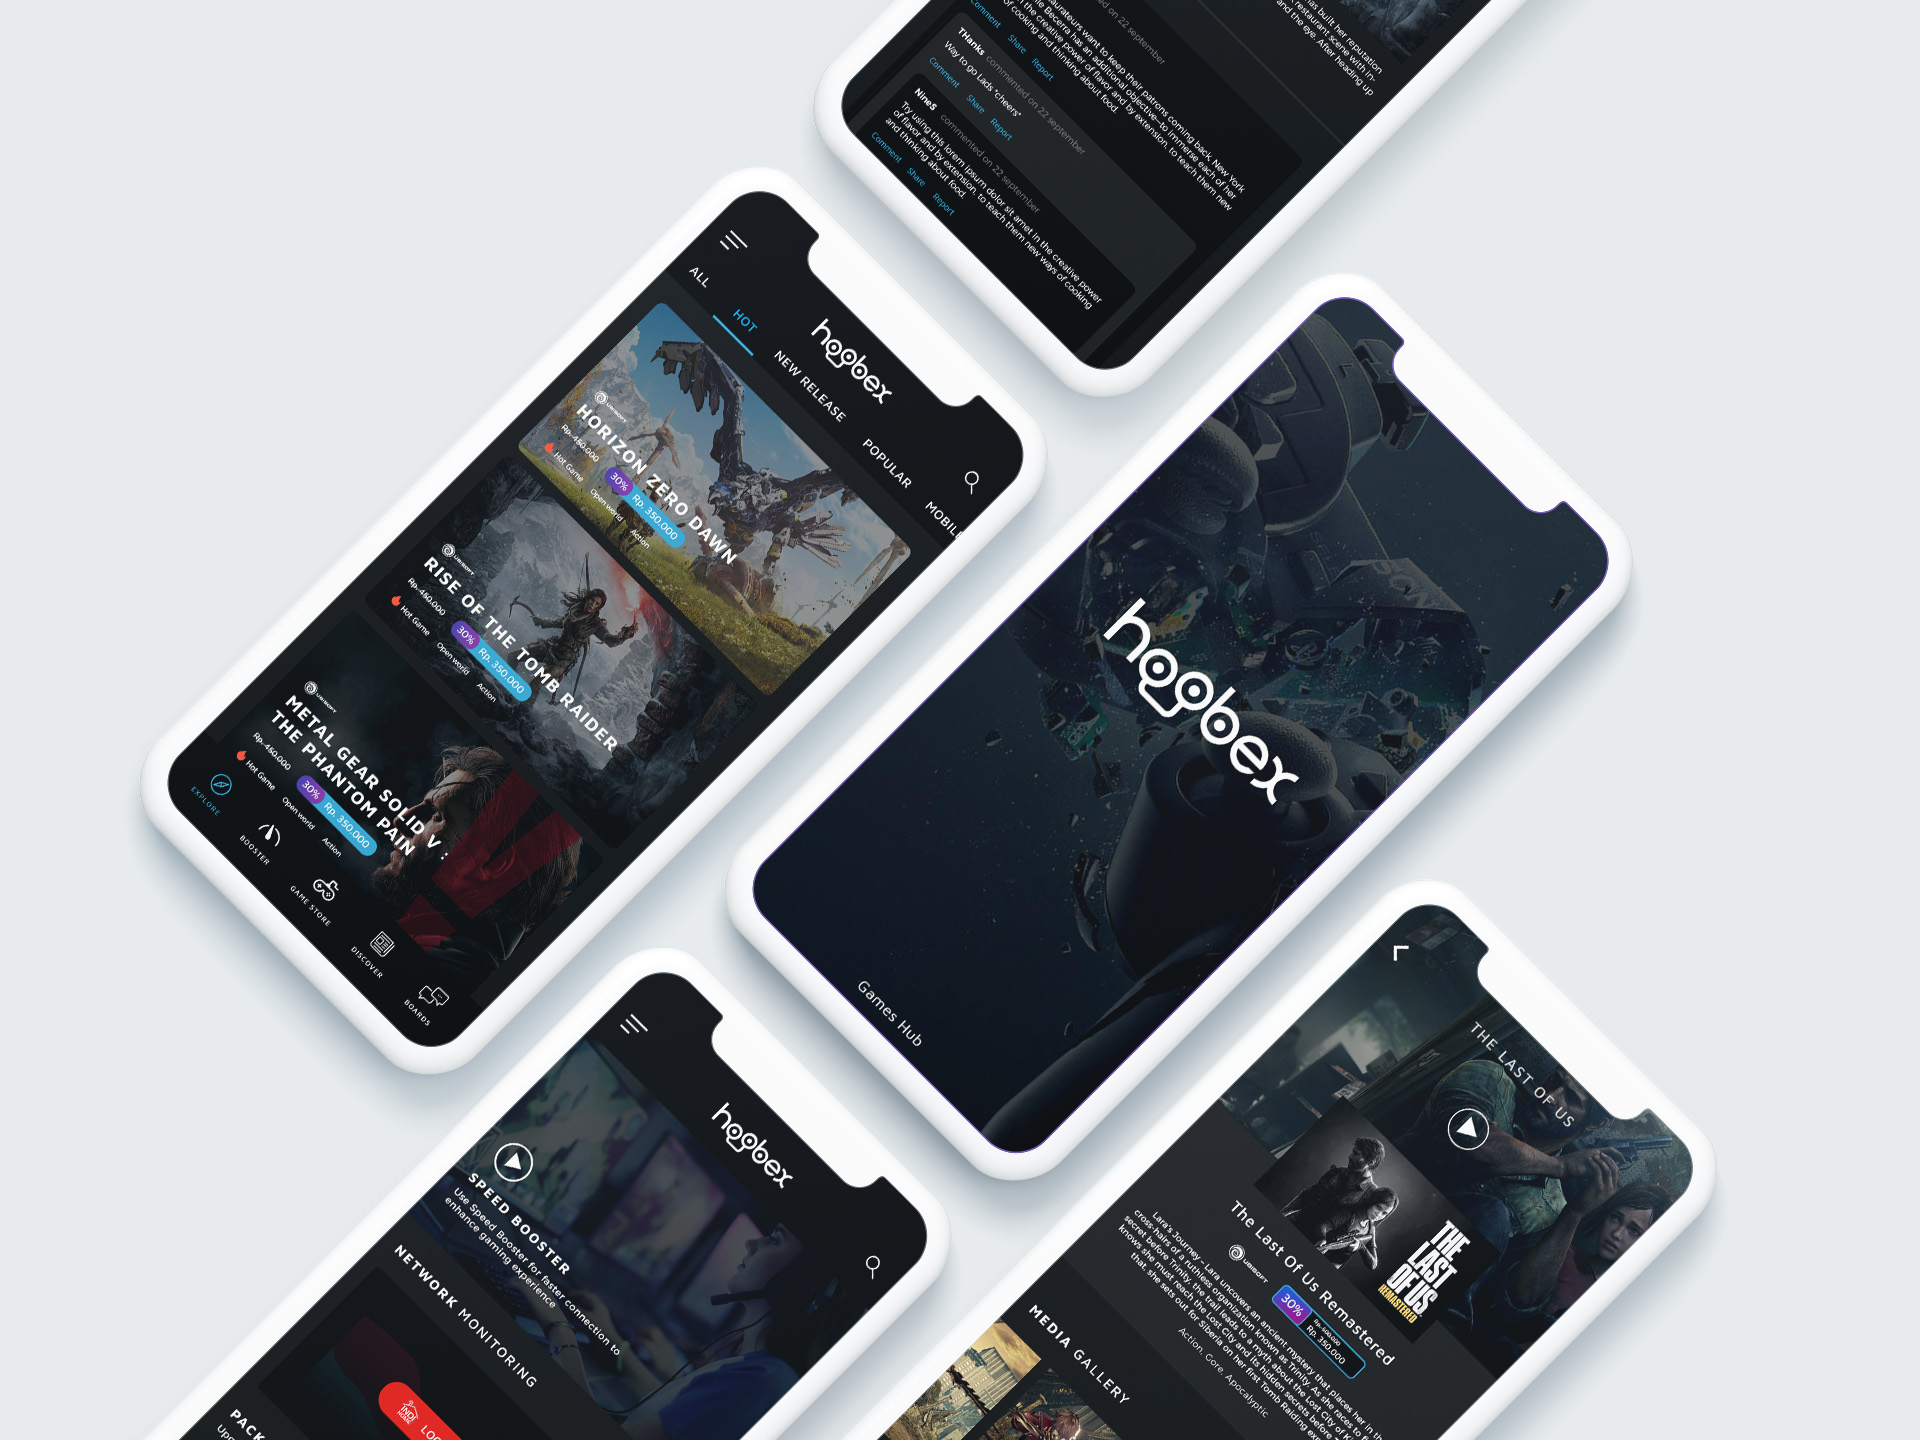 has built her reputation
restaurant scene with in-
and the eye. After heading up
commented on 22 september
aurateurs want to keep their patrons coming back, New York
Becerra has an additional objective—to immerse each of her
the creative power of flavor and by extension, to teach them new
of cooking and thinking about food.
Comment Share Report
THanks commented on 22 september
Way to go Lads *cheers*
Comment Share Report
NineS commented on 22 september
Try using this lorem ipsum dolor sit amet in the creative power
of flavor and by extension, to teach them new ways of cooking
and thinking about food.
Comment Share Report
hoobex
ALL HOT NEW RELEASE POPULAR MOBILE
UBISOFT
HORIZON ZERO DAWN
Rp. 450.000 30% Rp. 350.000
Hot Game Open world Action
UBISOFT
RISE OF THE TOMB RAIDER
Rp. 450.000 30% Rp. 350.000
Hot Game Open world Action
UBISOFT
METAL GEAR SOLID V :
THE PHANTOM PAIN
Rp. 450.000 30% Rp. 350.000
Hot Game Open world Action
EXPLORE BOOSTER GAME STORE DISCOVER BOARDS
hoobex
Games Hub
hoobex
SPEED BOOSTER
Use Speed Booster for faster connection to
enhance gaming experience
NETWORK MONITORING
INDI
HOME
THE LAST OF US
THE
LAST
OF US
REMASTERED
The Last Of Us Remastered
UBISOFT
30% Rp. 500.000
Rp. 350.000
Lara's Journey ... Lara uncovers an ancient mystery that places her in the
cross-hairs of a ruthless organization known as Trinity. As she races to
secret before Trinity, the trail leads to a myth about the Lost City of
knows she must reach the Lost City and its hidden secrets before
that, she sets out for Siberia on her first Tomb Raiding
Action, Core, Apocalyptic
MEDIA GALLERY